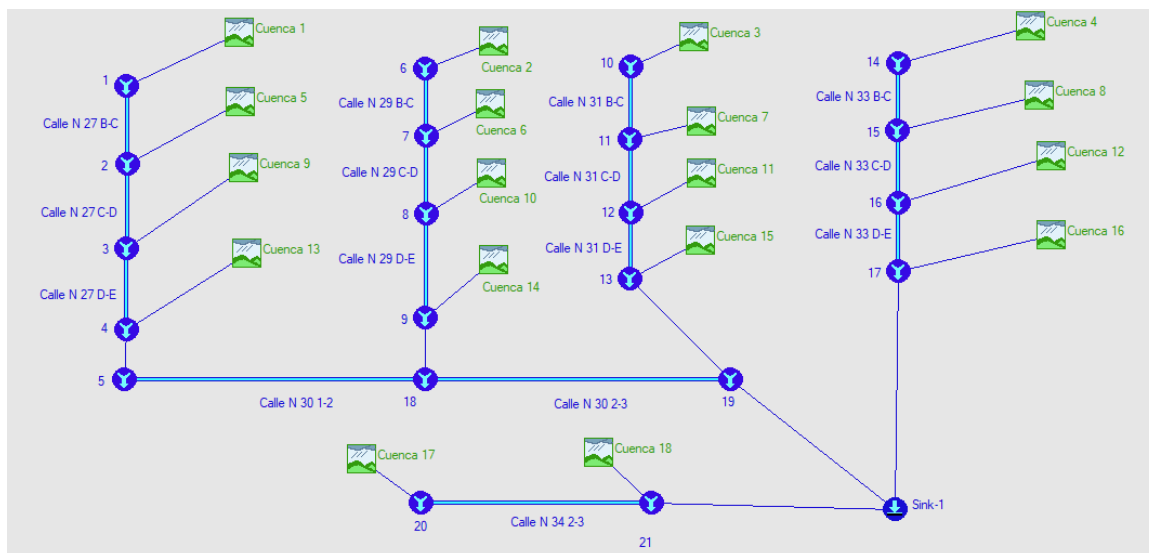 Cuenca 1
1
Calle N 27 B-C
Cuenca 5
2
Calle N 27 C-D
Cuenca 9
3
Calle N 27 D-E
Cuenca 13
4
5
6
Cuenca 2
Calle N 29 B-C
7
Cuenca 6
Calle N 29 C-D
8
Cuenca 10
Calle N 29 D-E
9
Cuenca 14
10
Cuenca 3
Calle N 31 B-C
11
Cuenca 7
Calle N 31 C-D
Cuenca 11
12
Calle N 31 D-E
Cuenca 15
13
14
Cuenca 4
Calle N 33 B-C
Cuenca 8
15
Calle N 33 C-D
Cuenca 12
16
Calle N 33 D-E
Cuenca 16
17
Calle N 30 1-2
18
Calle N 30 2-3
19
Cuenca 17
Cuenca 18
20
Calle N 34 2-3
21
Sink-1